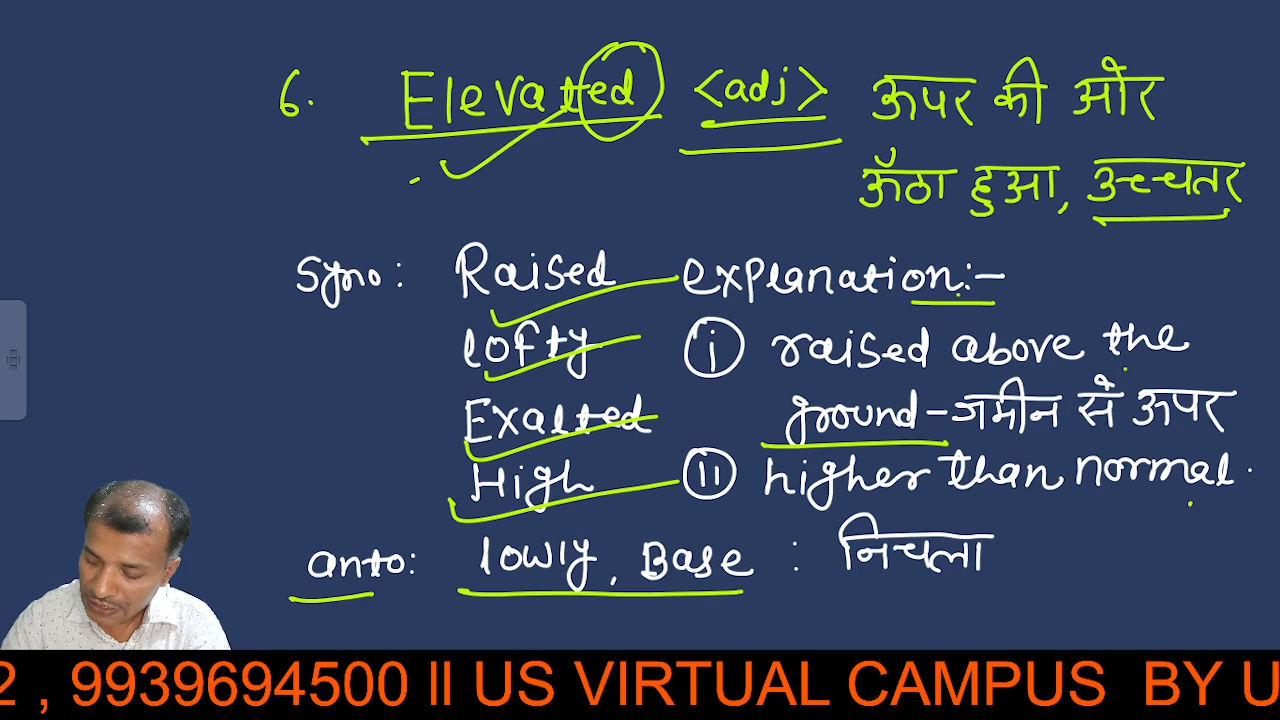 6. Elevated <adj> ऊपर की ओर
ऊँठा हुआ, उच्चतर
Syno: Raised explanation:-
lofty (i) raised above the
Exalted ground - जमीन से ऊपर
High (ii) higher than normal.
anto: lowly, Base : निचला
2 , 9939694500 ll US VIRTUAL CAMPUS BY U